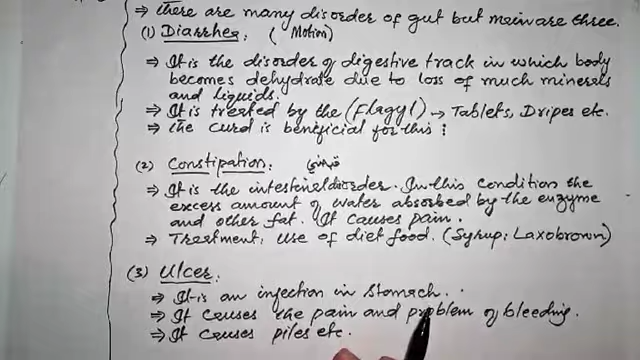 ⇒ There are many disorder of gut but main are three.
(1) Diarrhea: ( Motion)
⇒ It is the disorder of digestive track in which body
becomes dehydrate due to loss of much minerals
and liquids.
⇒ It is treated by the (Flagyl) → Tablets, Dripes etc.
⇒ The curd is beneficial for this :
(2) Constipation: قبض
⇒ It is the intestinal disorder. In this condition the
excess amount of water absorbed by the enzyme
and other fat. It causes pain.
⇒ Treatment: Use of diet food. (Syrup: Laxobrown)
(3) Ulcer:
⇒ It is an infection in stomach.
⇒ It causes the pain and problem of bleeding.
⇒ It causes piles etc.